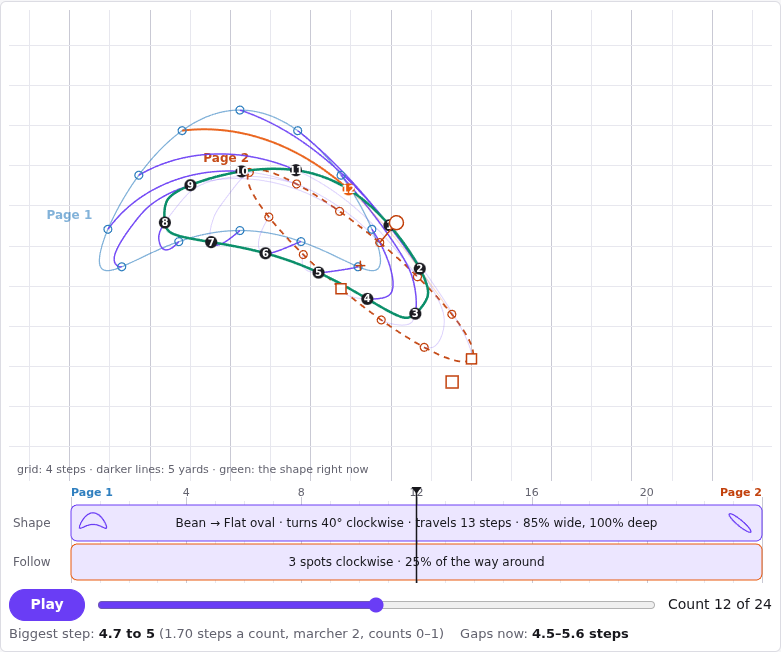 Page 2
Page 1
10
11
12
9
8
1
7
6
2
5
4
3
grid: 4 steps · darker lines: 5 yards · green: the shape right now
Page 1 4 8 12 16 20 Page 2
Shape Bean → Flat oval · turns 40° clockwise · travels 13 steps · 85% wide, 100% deep
Follow 3 spots clockwise · 25% of the way around
Play Count 12 of 24
Biggest step: 4.7 to 5 (1.70 steps a count, marcher 2, counts 0–1) Gaps now: 4.5–5.6 steps